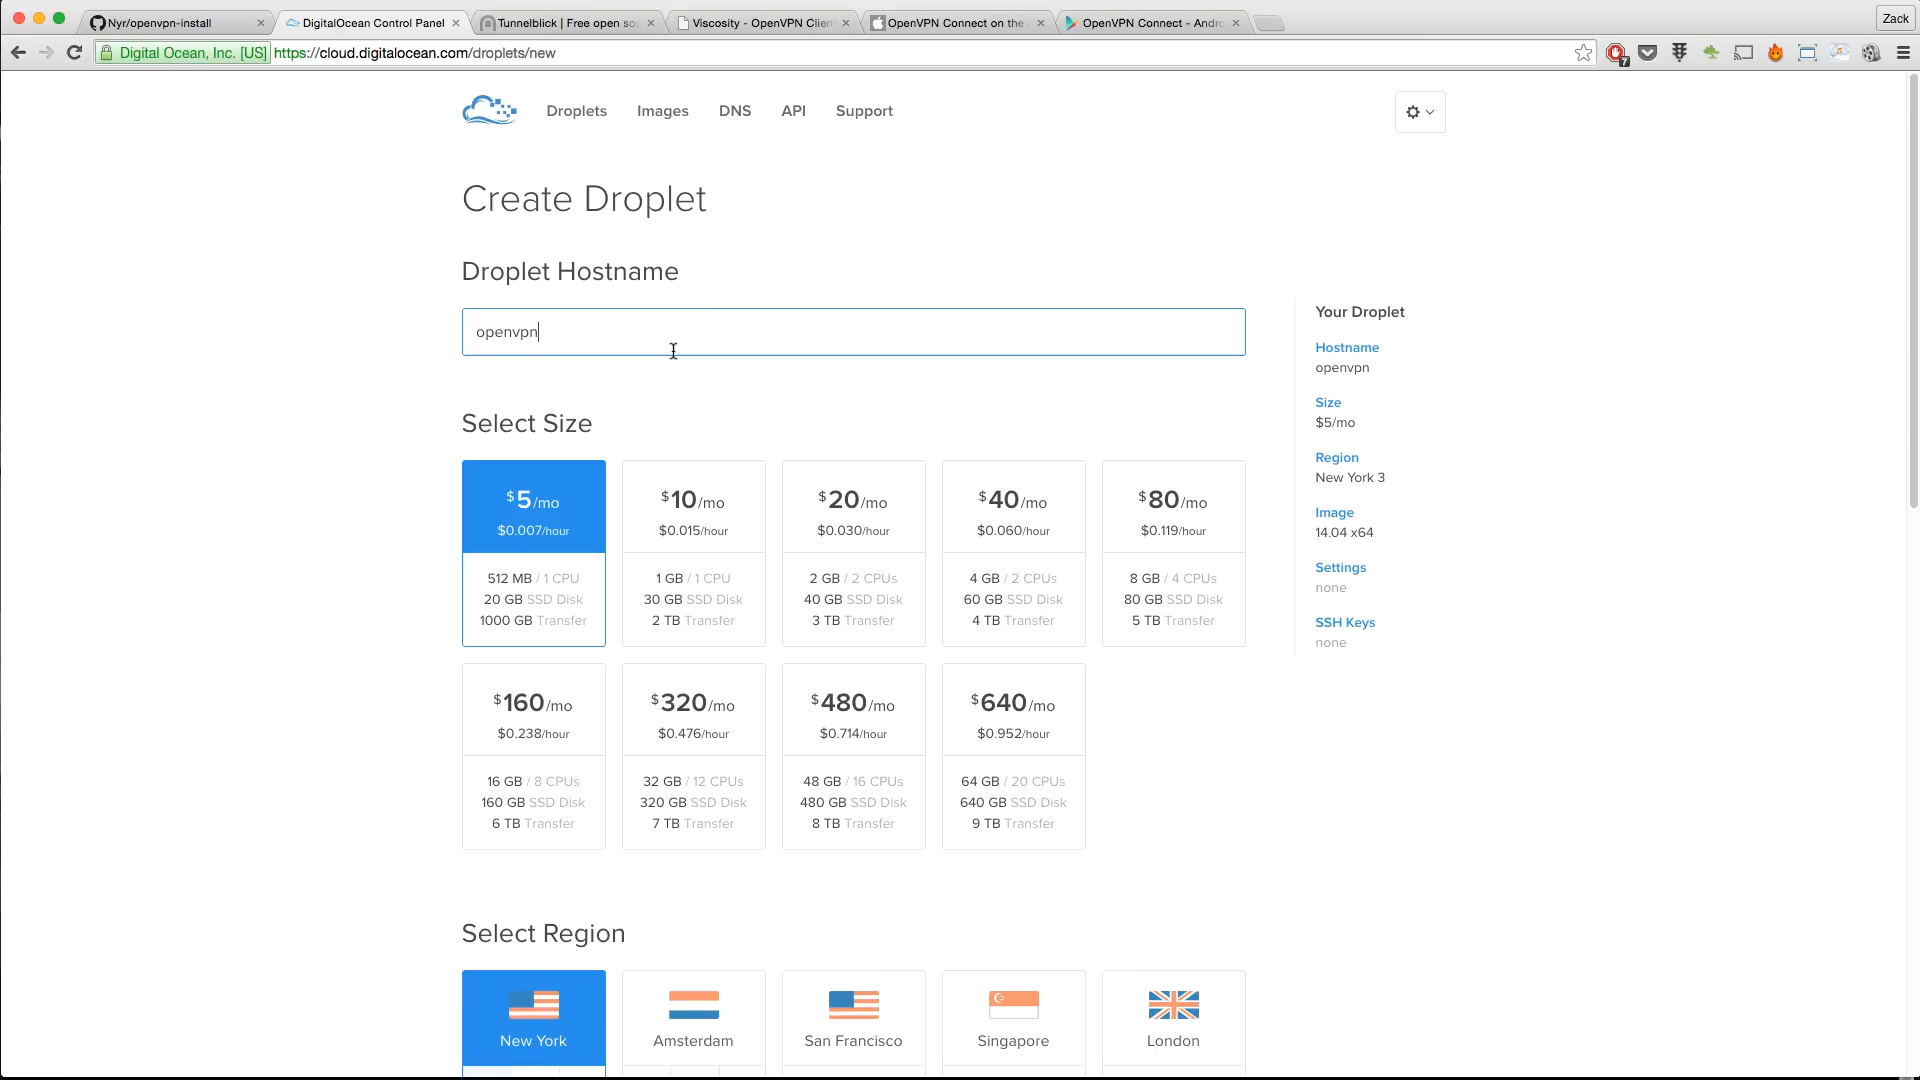 Nyr/openvpn-install
DigitalOcean Control Panel
Tunnelblick | Free open so
Viscosity - OpenVPN Clien
OpenVPN Connect on the
OpenVPN Connect - Andro
Zack
Digital Ocean, Inc. [US]
https://cloud.digitalocean.com/droplets/new
7
Droplets
Images
DNS
API
Support
Create Droplet
Droplet Hostname
openvpn
Select Size
$5/mo
$0.007/hour
512 MB / 1 CPU
20 GB SSD Disk
1000 GB Transfer
$10/mo
$0.015/hour
1 GB / 1 CPU
30 GB SSD Disk
2 TB Transfer
$20/mo
$0.030/hour
2 GB / 2 CPUs
40 GB SSD Disk
3 TB Transfer
$40/mo
$0.060/hour
4 GB / 2 CPUs
60 GB SSD Disk
4 TB Transfer
$80/mo
$0.119/hour
8 GB / 4 CPUs
80 GB SSD Disk
5 TB Transfer
$160/mo
$0.238/hour
16 GB / 8 CPUs
160 GB SSD Disk
6 TB Transfer
$320/mo
$0.476/hour
32 GB / 12 CPUs
320 GB SSD Disk
7 TB Transfer
$480/mo
$0.714/hour
48 GB / 16 CPUs
480 GB SSD Disk
8 TB Transfer
$640/mo
$0.952/hour
64 GB / 20 CPUs
640 GB SSD Disk
9 TB Transfer
Select Region
New York
Amsterdam
San Francisco
Singapore
London
Your Droplet
Hostname
openvpn
Size
$5/mo
Region
New York 3
Image
14.04 x64
Settings
none
SSH Keys
none